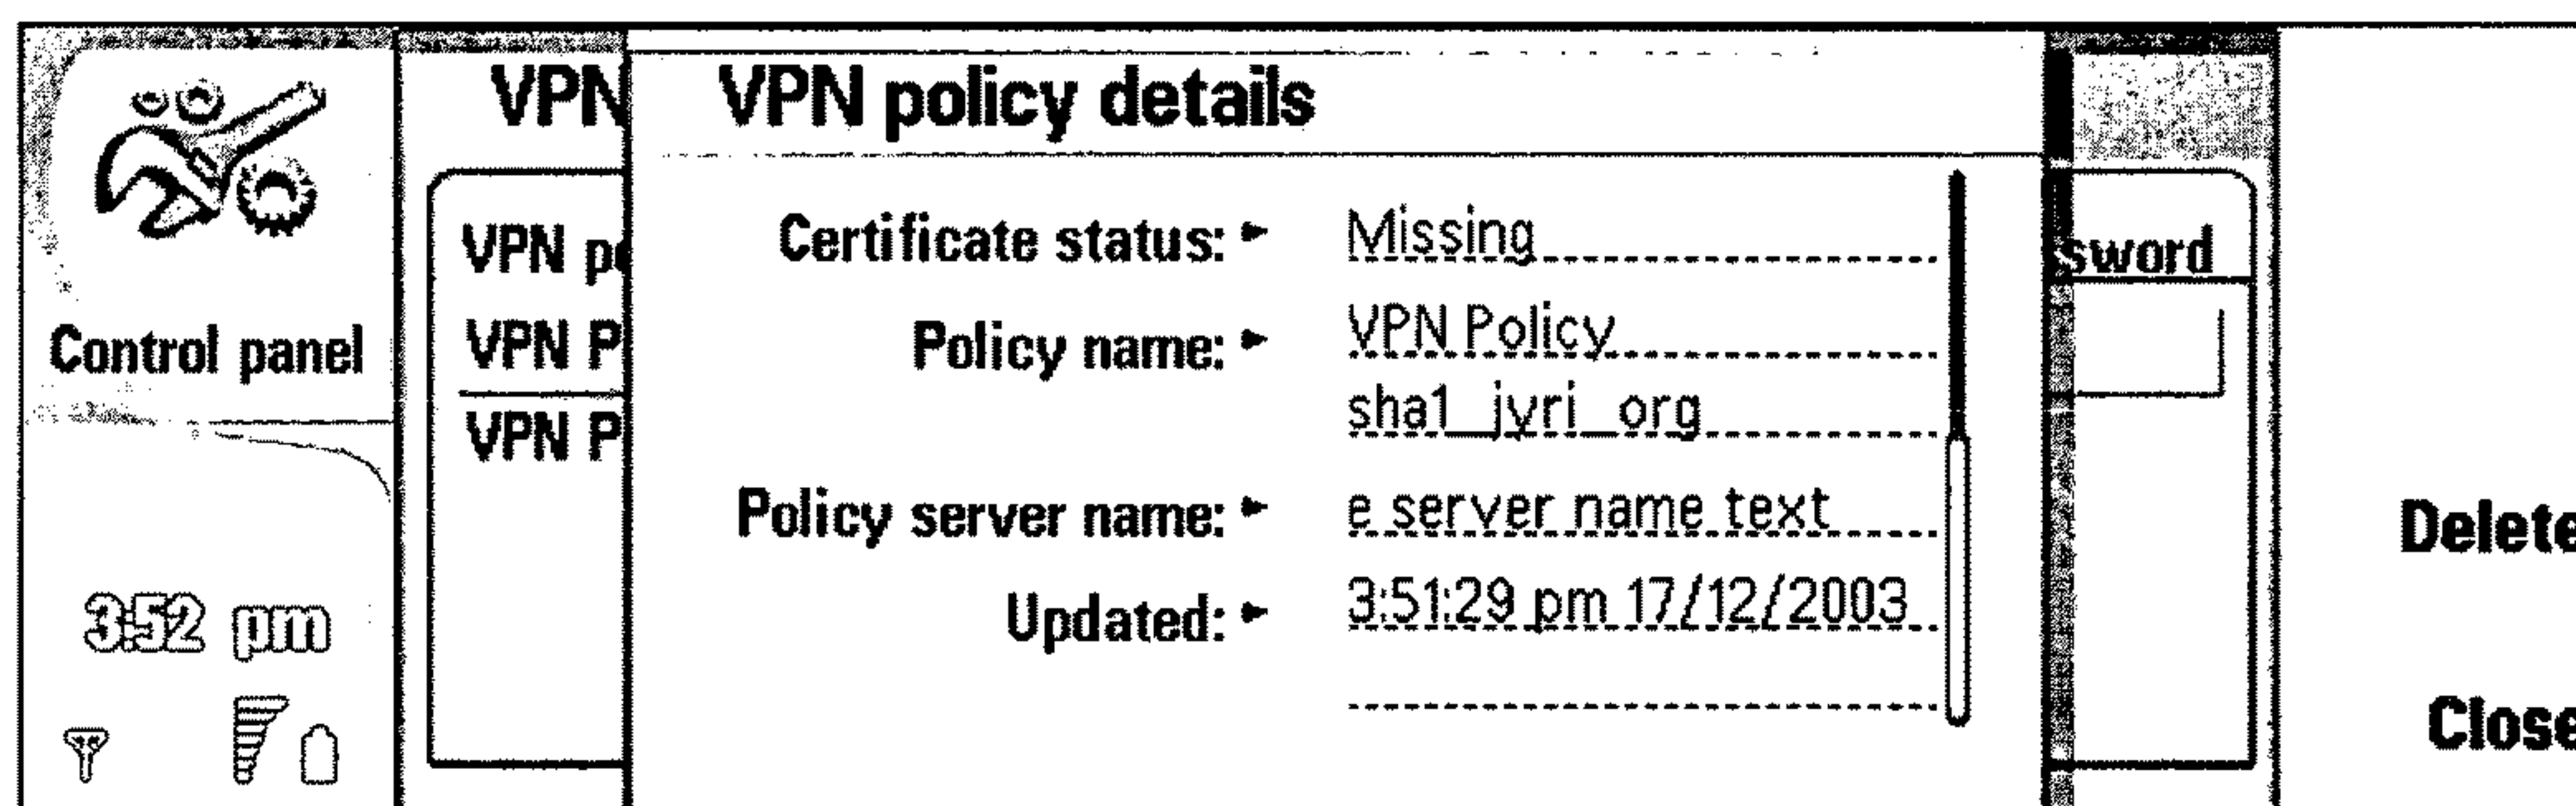 Control panel
3:52 pm
VPN
VPN
VPN P
VPN P
VPN policy details
Certificate status: Missing
Policy name: VPN Policy
sha1_jyri_org
Policy server name: e server name text
Updated: 3:51:29 pm 17/12/2003
sword
Delete
Close